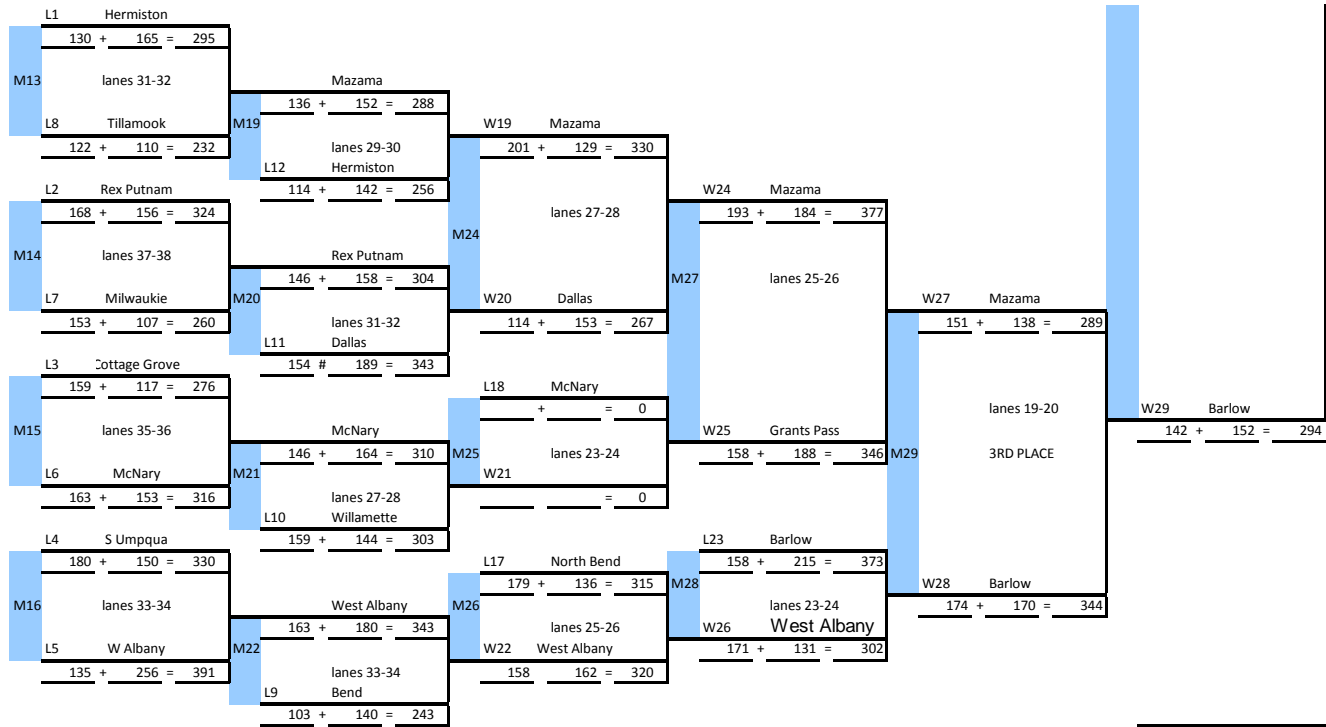 L1 Hermiston
130 + 165 = 295
M13 lanes 31-32 Mazama
136 + 152 = 288
L8 Tillamook M19 W19 Mazama
122 + 110 = 232 lanes 29-30 201 + 129 = 330
L12 Hermiston
L2 Rex Putnam 114 + 142 = 256 W24 Mazama
168 + 156 = 324 lanes 27-28 193 + 184 = 377
M24
M14 lanes 37-38 Rex Putnam
146 + 158 = 304 M27 lanes 25-26
L7 Milwaukie M20 W20 Dallas W27 Mazama
153 + 107 = 260 lanes 31-32 114 + 153 = 267 151 + 138 = 289
L11 Dallas
L3 Cottage Grove 154 # 189 = 343
159 + 117 = 276 L18 McNary
+ = 0 lanes 19-20 W29 Barlow
M15 lanes 35-36 McNary W25 Grants Pass 142 + 152 = 294
146 + 164 = 310 M25 lanes 23-24 158 + 188 = 346 M29 3RD PLACE
L6 McNary M21 W21
163 + 153 = 316 lanes 27-28 = 0
L10 Willamette
L4 S Umpqua 159 + 144 = 303 L23 Barlow
180 + 150 = 330 L17 North Bend 158 + 215 = 373
179 + 136 = 315 M28 W28 Barlow
M16 lanes 33-34 West Albany M26 lanes 23-24 174 + 170 = 344
163 + 180 = 343 lanes 25-26 W26 West Albany
L5 W Albany M22 W22 West Albany 171 + 131 = 302
135 + 256 = 391 lanes 33-34 158 162 = 320
L9 Bend
103 + 140 = 243